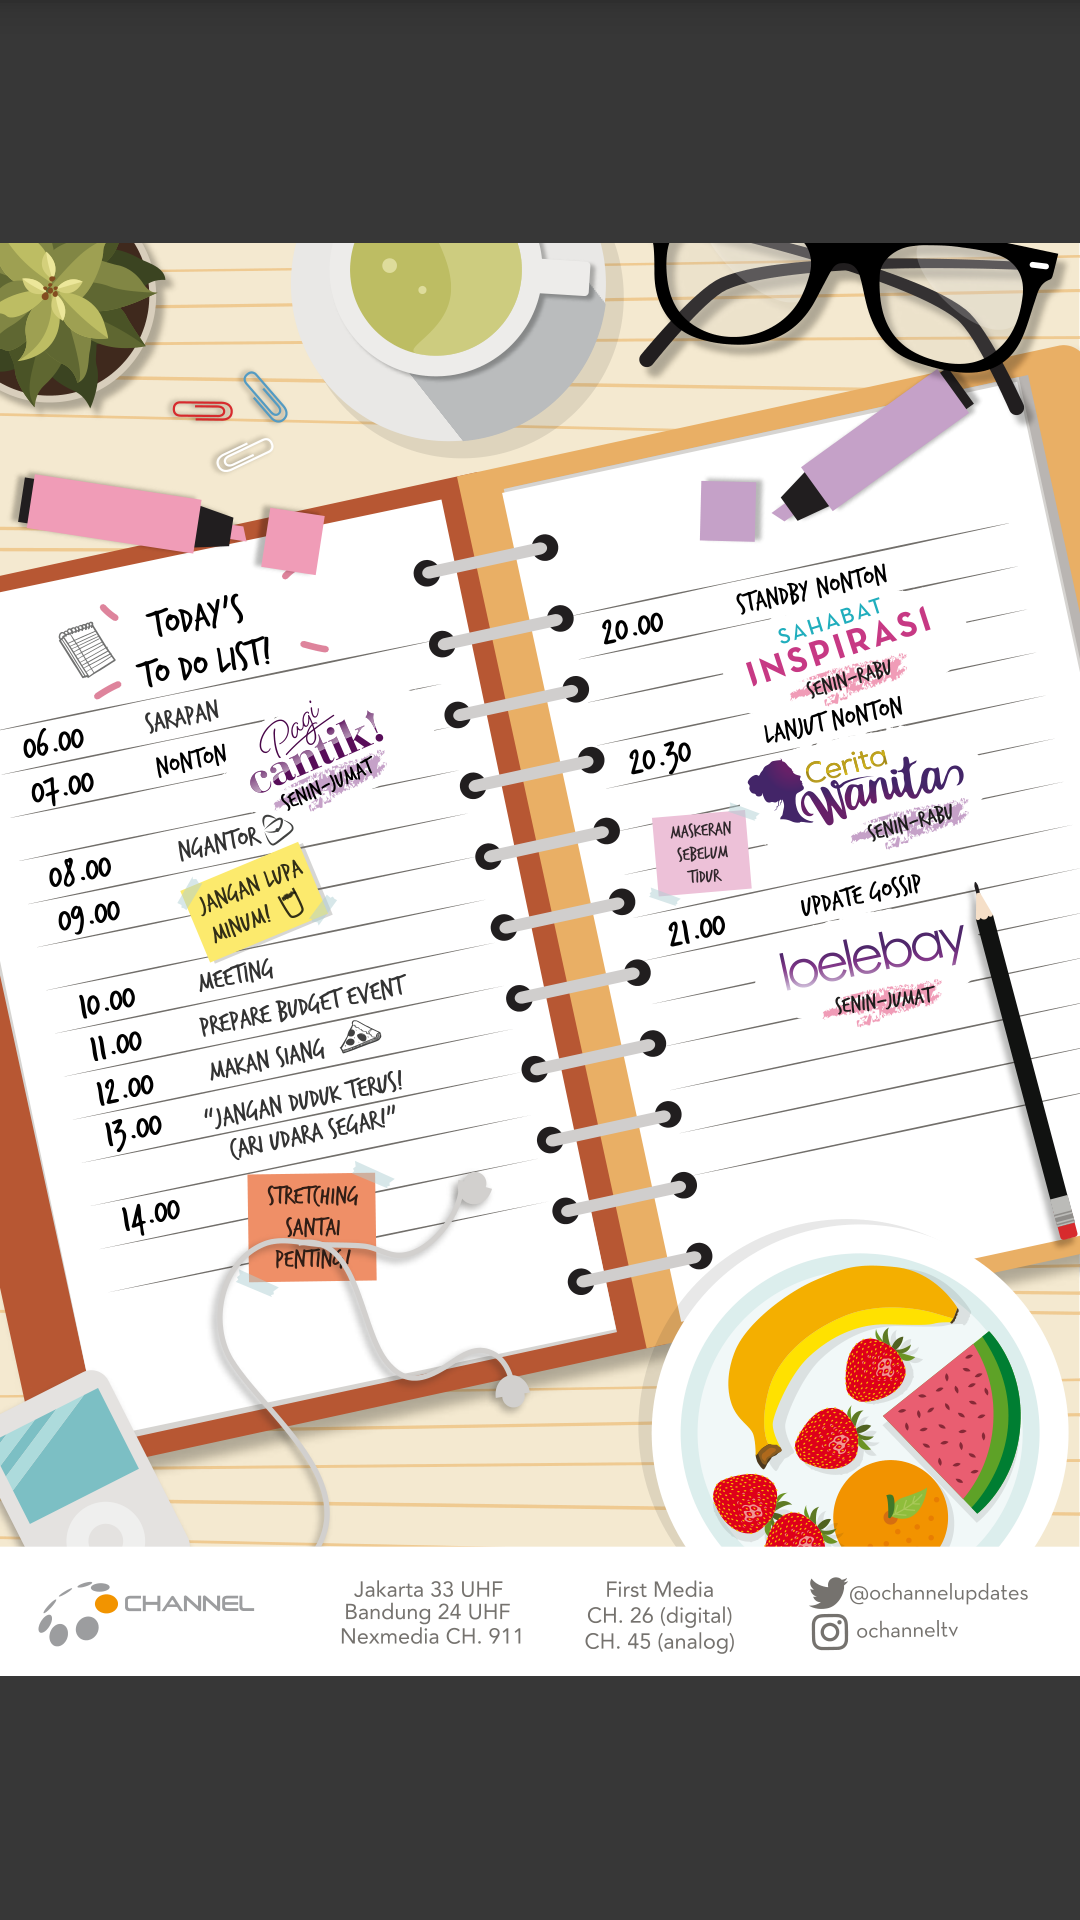 TODAY'S
TO DO LIST!
06.00 SARAPAN
07.00 NONTON Pagi cantik!
SENIN-JUMAT
08.00 NGANTOR
09.00 JANGAN LUPA
MINUM!
10.00 MEETING
11.00 PREPARE BUDGET EVENT
12.00 MAKAN SIANG
13.00 "JANGAN DUDUK TERUS!
CARI UDARA SEGAR!"
14.00 STRETCHING
SANTAI
PENTING!
20.00 STANDBY NONTON
SAHABAT
INSPIRASI
SENIN-RABU
20.30 LANJUT NONTON
Cerita
Wanita
SENIN-RABU
MASKERAN
SEBELUM
TIDUR
21.00 UPDATE GOSSIP
loelebay
SENIN-JUMAT
CHANNEL
Jakarta 33 UHF
Bandung 24 UHF
Nexmedia CH. 911
First Media
CH. 26 (digital)
CH. 45 (analog)
@ochannelupdates
ochanneltv